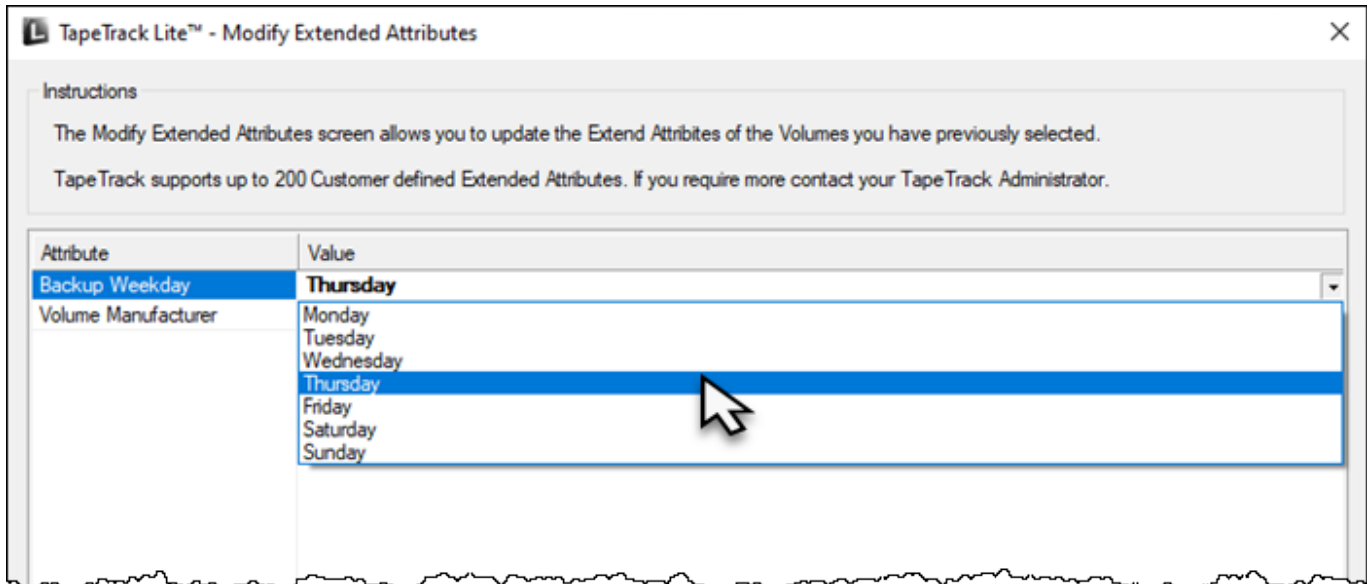 TapeTrack Lite™ - Modify Extended Attributes
Instructions
The Modify Extended Attributes screen allows you to update the Extend Attribites of the Volumes you have previously selected.
TapeTrack supports up to 200 Customer defined Extended Attributes. If you require more contact your TapeTrack Administrator.
Attribute Value
Backup Weekday Thursday
Volume Manufacturer
Monday
Tuesday
Wednesday
Thursday
Friday
Saturday
Sunday